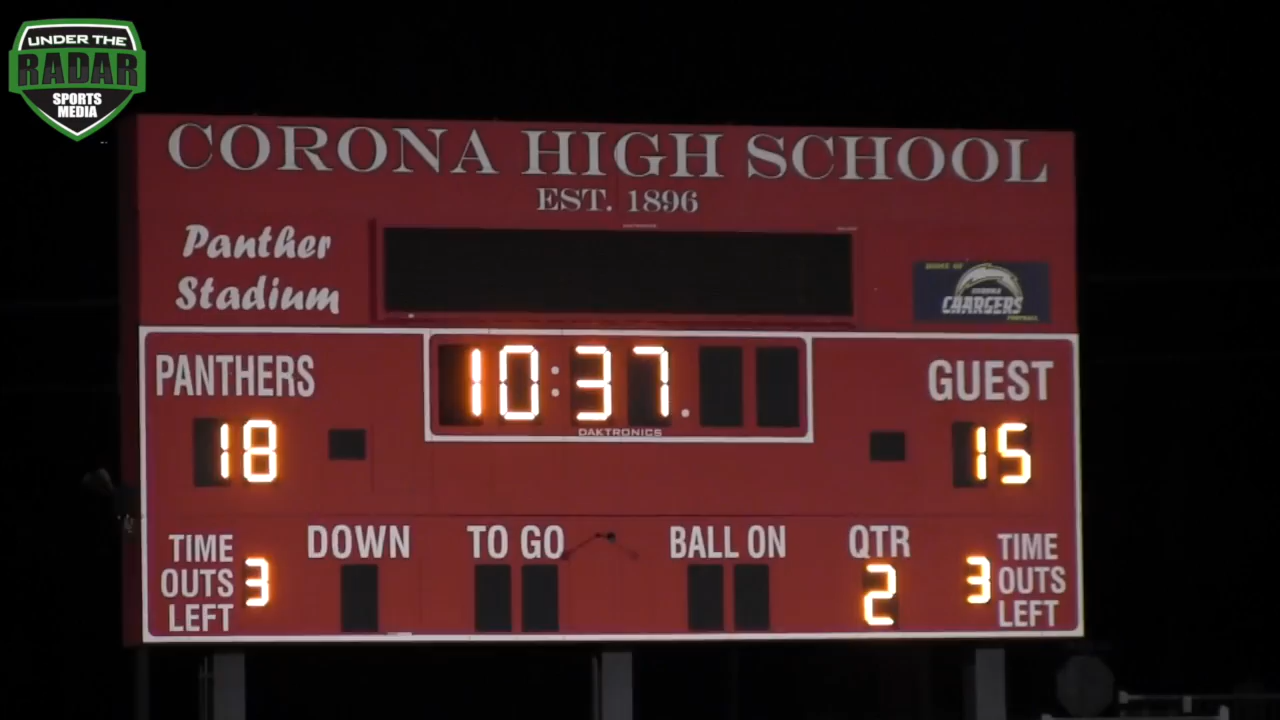 UNDER THE
RADAR
SPORTS
MEDIA
CORONA HIGH SCHOOL
EST. 1896
Panther
Stadium
CHARGERS
PANTHERS
10:37.
GUEST
DAKTRONICS
18
15
DOWN
TO GO
BALL ON
QTR
TIME
OUTS
LEFT
3
2
3
TIME
OUTS
LEFT